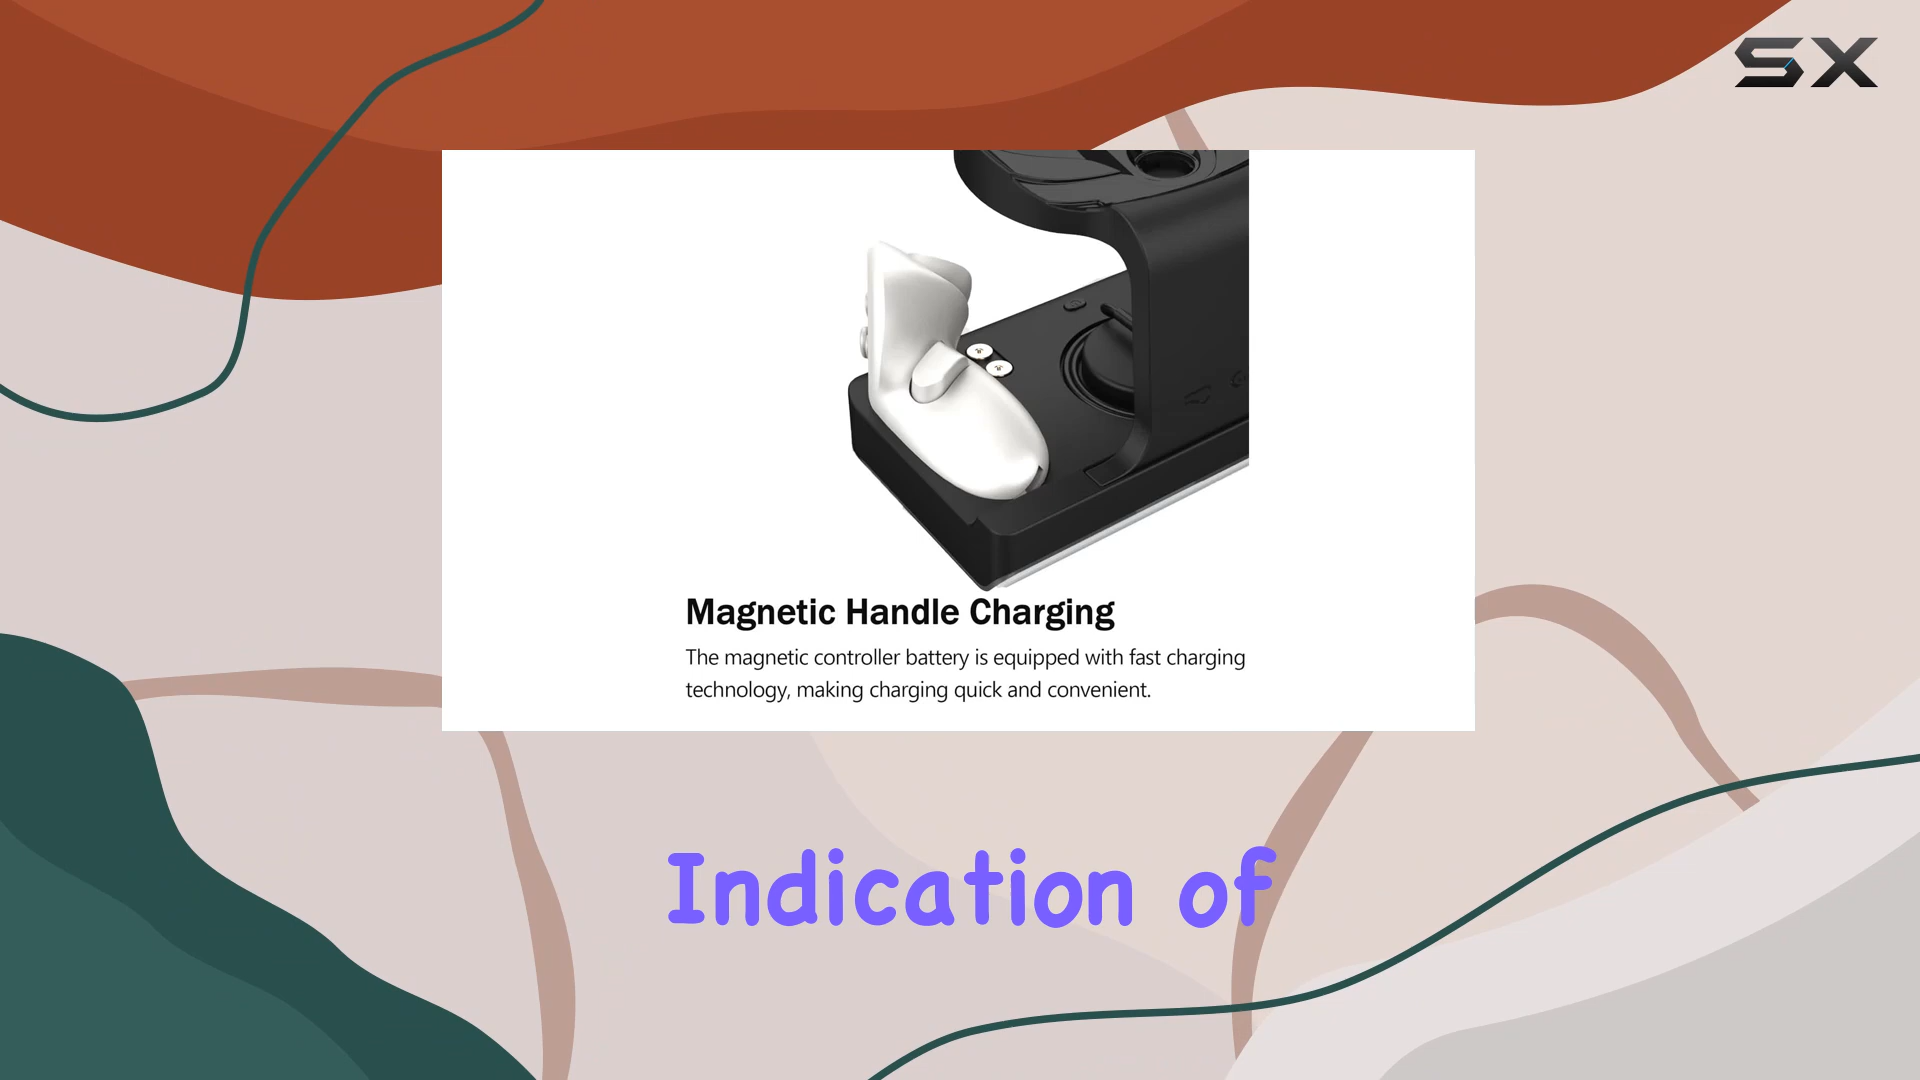 SX
Magnetic Handle Charging
The magnetic controller battery is equipped with fast charging
technology, making charging quick and convenient.
Indication of